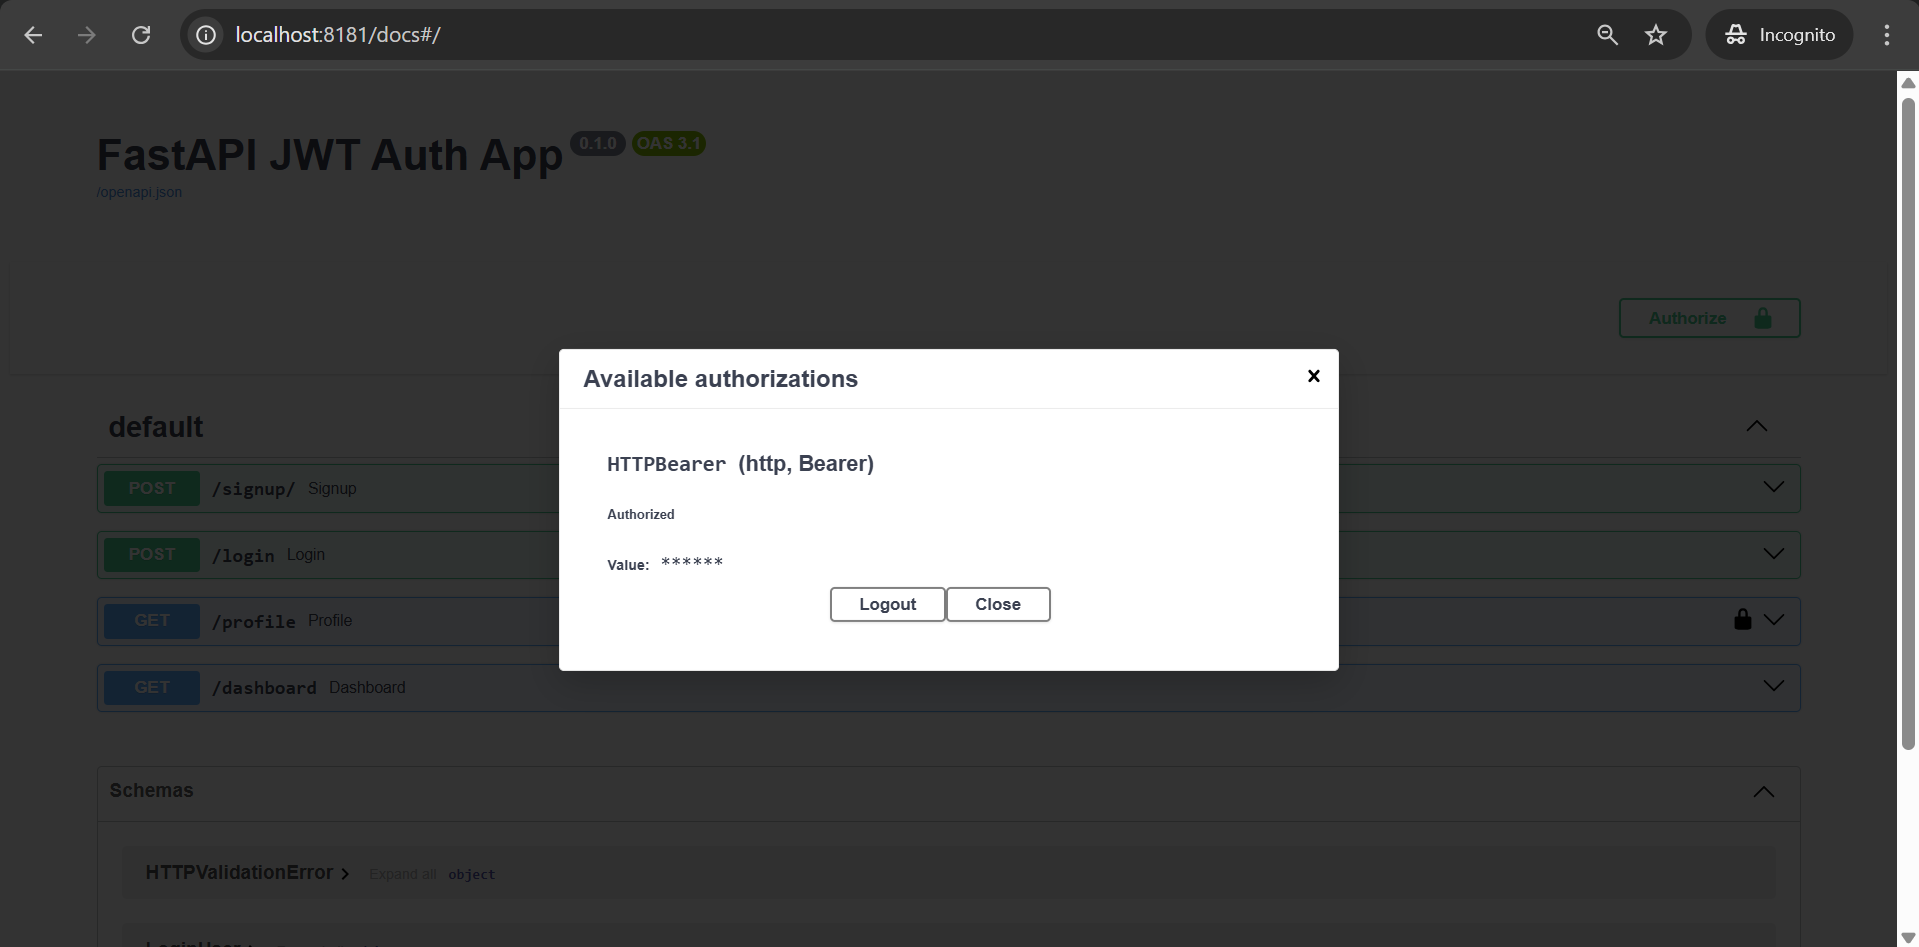 localhost:8181/docs#/
Incognito
FastAPI JWT Auth App 0.1.0 OAS 3.1
/openapi.json
Authorize
Available authorizations
HTTPBearer (http, Bearer)
Authorized
Value: ******
Logout Close
default
POST /signup/ Signup
POST /login Login
GET /profile Profile
GET /dashboard Dashboard
Schemas
HTTPValidationError Expand all object